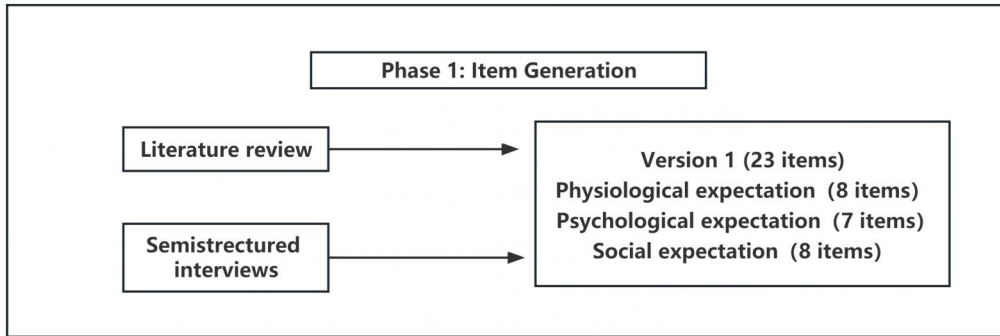 Phase 1: Item Generation
Literature review
Semistrectured
interviews
Version 1 (23 items)
Physiological expectation (8 items)
Psychological expectation (7 items)
Social expectation (8 items)